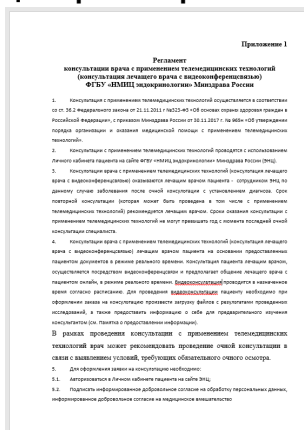 Приложение 1
Регламент
консультации врача с применением телемедицинских технологий
(консультация лечащего врача с видеоконференцсвязью)
ФГБУ «НМИЦ эндокринологии» Минздрава России
1. Консультация с применением телемедицинских технологий осуществляется в соответствии
со ст. 36.2 Федерального закона от 21.11.2011 г №323-ФЗ «Об основах охраны здоровья граждан в
Российской Федерации», с приказом Минздрава России от 30.11.2017 г. № 965н «Об утверждении
порядка организации и оказания медицинской помощи с применением телемедицинских
технологий».
2. Консультации с применением телемедицинских технологий проводятся с использованием
Личного кабинета пациента на сайте ФГБУ «НМИЦ эндокринологии» Минздрава России (ЭНЦ).
3. Консультации врача с применением телемедицинских технологий (консультация лечащего
врача с видеоконференцсвязью) оказываются лечащим врачом пациента - сотрудником ЭНЦ по
данному случаю заболевания после очной консультации с установлением диагноза. Срок
повторной консультации (которая может быть проведена в том числе с применением
телемедицинских технологий) рекомендуется лечащим врачом. Сроки оказания консультации с
применением телемедицинских технологий не могут превышать год с момента последней очной
консультации специалиста.
4. Консультация врача с применением телемедицинских технологий (консультация лечащего
врача с видеоконференцсвязью) лечащим врачом пациента на основании предоставленных
пациентом документов в режиме реального времени. Консультация пациента лечащим врачом,
осуществляется посредством видеоконференцсвязи и предполагает общение лечащего врача с
пациентом онлайн, в режиме реального времени. Видеоконсультация проводится в назначенное
время согласно расписанию. Для проведения видеоконсультации пациенту необходимо при
оформлении заказа на консультацию произвести загрузку файлов с результатами проведенных
исследований, а также предоставить информацию о себе для предварительного изучения
консультантом (см. Памятка о предоставлении информации).
В рамках проведения консультации с применением телемедицинских
технологий врач может рекомендовать проведение очной консультации в
связи с выявлением условий, требующих обязательного очного осмотра.
5. Для оформления заявки на консультацию необходимо:
5.1. Авторизоваться в Личном кабинете пациента на сайте ЭНЦ;
5.2. Подписать информированное добровольное согласие на обработку персональных данных,
информированное добровольное согласие на медицинское вмешательство